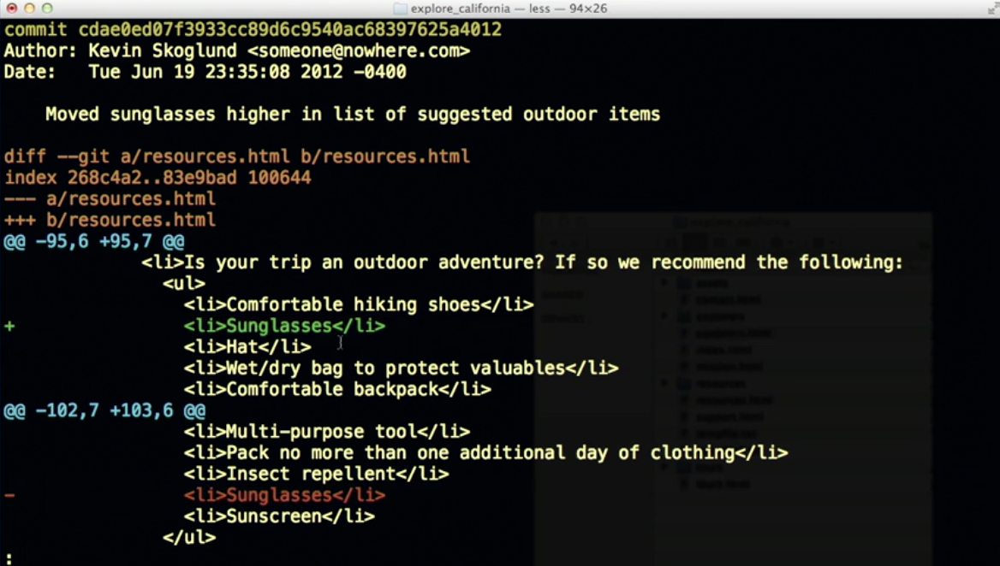 explore_california — less — 94×26
commit cdae0ed07f3933cc89d6c9540ac68397625a4012
Author: Kevin Skoglund <someone@nowhere.com>
Date:   Tue Jun 19 23:35:08 2012 -0400

    Moved sunglasses higher in list of suggested outdoor items

diff --git a/resources.html b/resources.html
index 268c4a2..83e9bad 100644
--- a/resources.html
+++ b/resources.html
@@ -95,6 +95,7 @@
             <li>Is your trip an outdoor adventure? If so we recommend the following:
               <ul>
                 <li>Comfortable hiking shoes</li>
+                <li>Sunglasses</li>
                 <li>Hat</li>
                 <li>Wet/dry bag to protect valuables</li>
                 <li>Comfortable backpack</li>
@@ -102,7 +103,6 @@
                 <li>Multi-purpose tool</li>
                 <li>Pack no more than one additional day of clothing</li>
                 <li>Insect repellent</li>
-                <li>Sunglasses</li>
                 <li>Sunscreen</li>
               </ul>
: